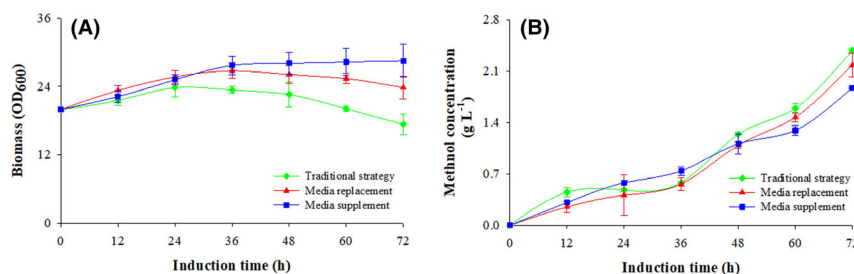 (A)
Biomass (OD600)
36
24
12
0
Traditional strategy
Media replacement
Media supplement
0 12 24 36 48 60 72
Induction time (h)
(B)
Methnol concentration
(g L-1)
2.1
1.4
0.7
0.0
Traditional strategy
Media replacement
Media supplement
0 12 24 36 48 60 72
Induction time (h)